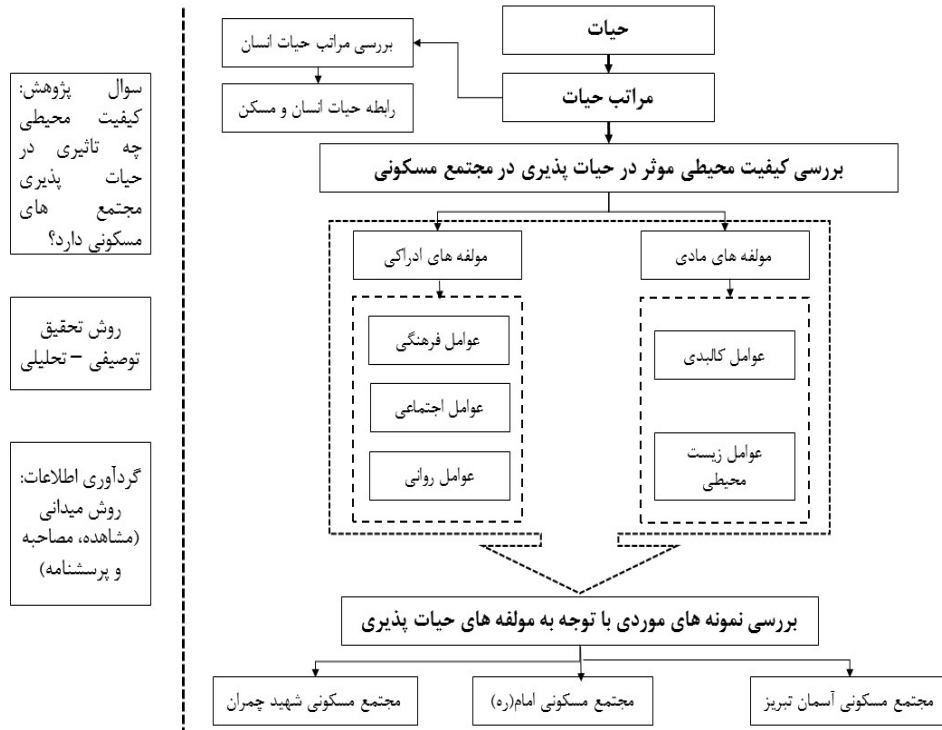 حیات
بررسی مراتب حیات انسان
مراتب حیات
رابطه حیات انسان و مسکن
بررسی کیفیت محیطی موثر در حیات پذیری در مجتمع مسکونی
مولفه های مادی
مولفه های ادراکی
عوامل کالبدی
عوامل زیست
محیطی
عوامل فرهنگی
عوامل اجتماعی
عوامل روانی
بررسی نمونه های موردی با توجه به مولفه های حیات پذیری
مجتمع مسکونی آسمان تبریز
مجتمع مسکونی امام(ره)
مجتمع مسکونی شهید چمران
سوال پژوهش:
کیفیت محیطی
چه تاثیری در
حیات پذیری
مجتمع های
مسکونی دارد؟
روش تحقیق
توصیفی – تحلیلی
گردآوری اطلاعات:
روش میدانی
(مشاهده، مصاحبه
و پرسشنامه)